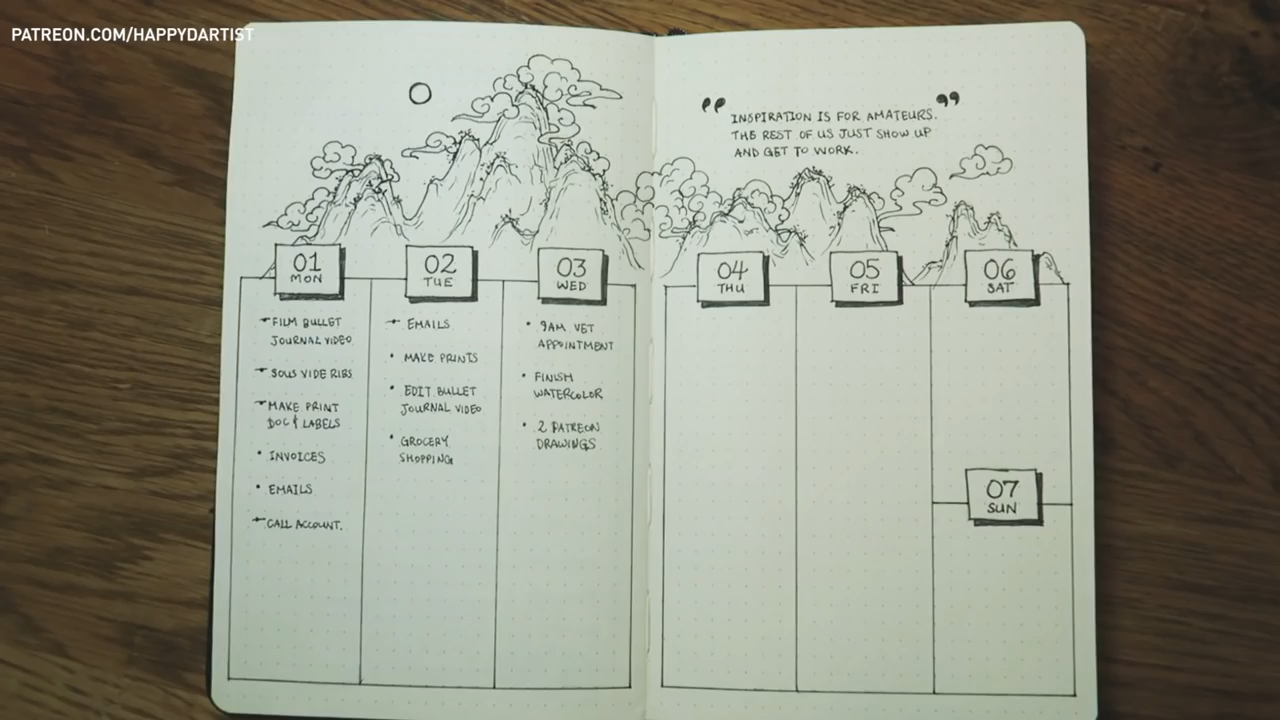 PATREON.COM/HAPPYDARTIST
“INSPIRATION IS FOR AMATEURS.”
THE REST OF US JUST SHOW UP
AND GET TO WORK.
01
MON
FILM BULLET
JOURNAL VIDEO
SOUS VIDE RIBS
MAKE PRINT
DOC & LABELS
• INVOICES
• EMAILS
CALL ACCOUNT.
02
TUE
EMAILS
• MAKE PRINTS
• EDIT BULLET
JOURNAL VIDEO
• GROCERY
SHOPPING
03
WED
• 9AM VET
APPOINTMENT
• FINISH
WATERCOLOR
• 2 PATREON
DRAWINGS
04
THU
05
FRI
06
SAT
07
SUN